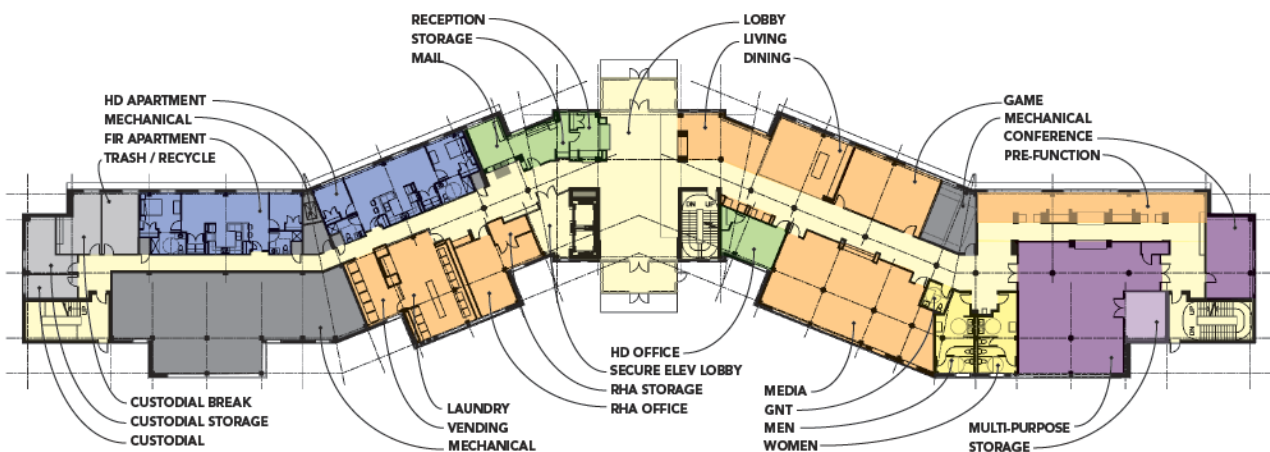 RECEPTION
STORAGE
MAIL
LOBBY
LIVING
DINING
HD APARTMENT
MECHANICAL
FIR APARTMENT
TRASH / RECYCLE
GAME
MECHANICAL
CONFERENCE
PRE-FUNCTION
DN UP
UP
UP
DN
CUSTODIAL BREAK
CUSTODIAL STORAGE
CUSTODIAL
LAUNDRY
VENDING
MECHANICAL
HD OFFICE
SECURE ELEV LOBBY
RHA STORAGE
RHA OFFICE
MEDIA
GNT
MEN
WOMEN
MULTI-PURPOSE
STORAGE